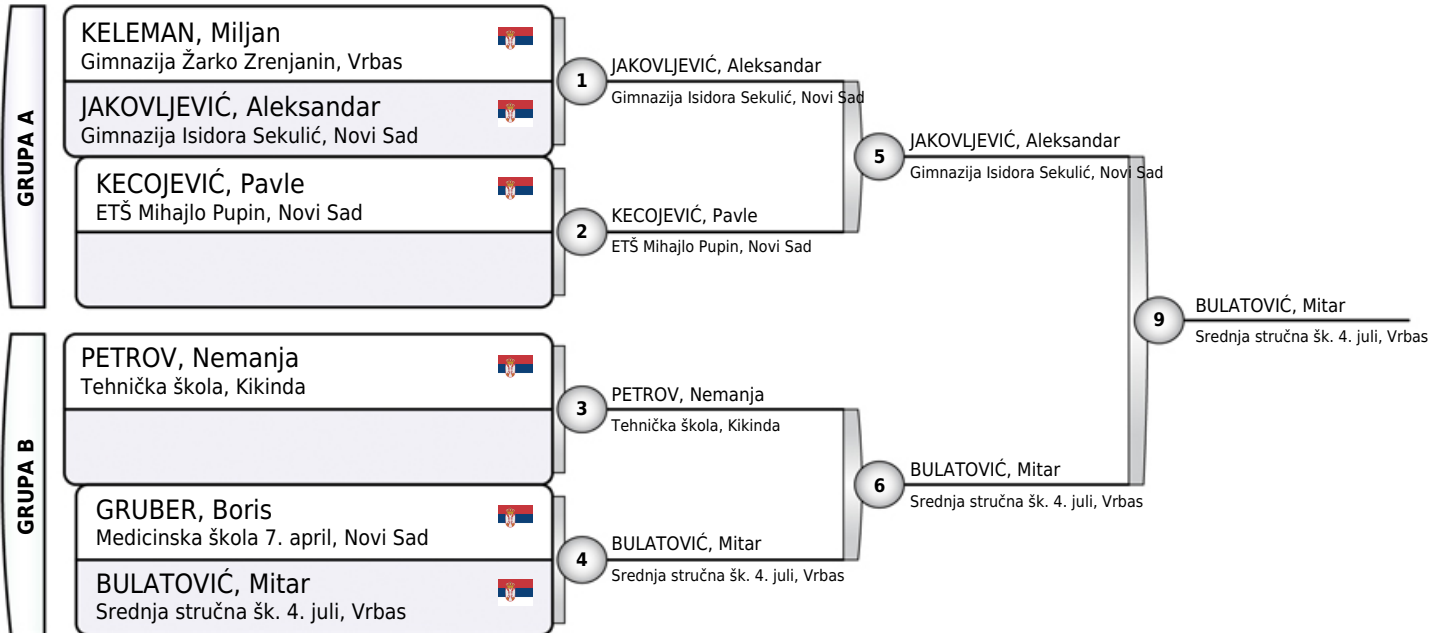 GRUPA A
KELEMAN, Miljan
Gimnazija Žarko Zrenjanin, Vrbas
JAKOVLJEVIĆ, Aleksandar
Gimnazija Isidora Sekulić, Novi Sad
KECOJEVIĆ, Pavle
ETŠ Mihajlo Pupin, Novi Sad
1
JAKOVLJEVIĆ, Aleksandar
Gimnazija Isidora Sekulić, Novi Sad
2
KECOJEVIĆ, Pavle
ETŠ Mihajlo Pupin, Novi Sad
5
JAKOVLJEVIĆ, Aleksandar
Gimnazija Isidora Sekulić, Novi Sad
GRUPA B
PETROV, Nemanja
Tehnička škola, Kikinda
GRUBER, Boris
Medicinska škola 7. april, Novi Sad
BULATOVIĆ, Mitar
Srednja stručna šk. 4. juli, Vrbas
3
PETROV, Nemanja
Tehnička škola, Kikinda
4
BULATOVIĆ, Mitar
Srednja stručna šk. 4. juli, Vrbas
6
BULATOVIĆ, Mitar
Srednja stručna šk. 4. juli, Vrbas
9
BULATOVIĆ, Mitar
Srednja stručna šk. 4. juli, Vrbas